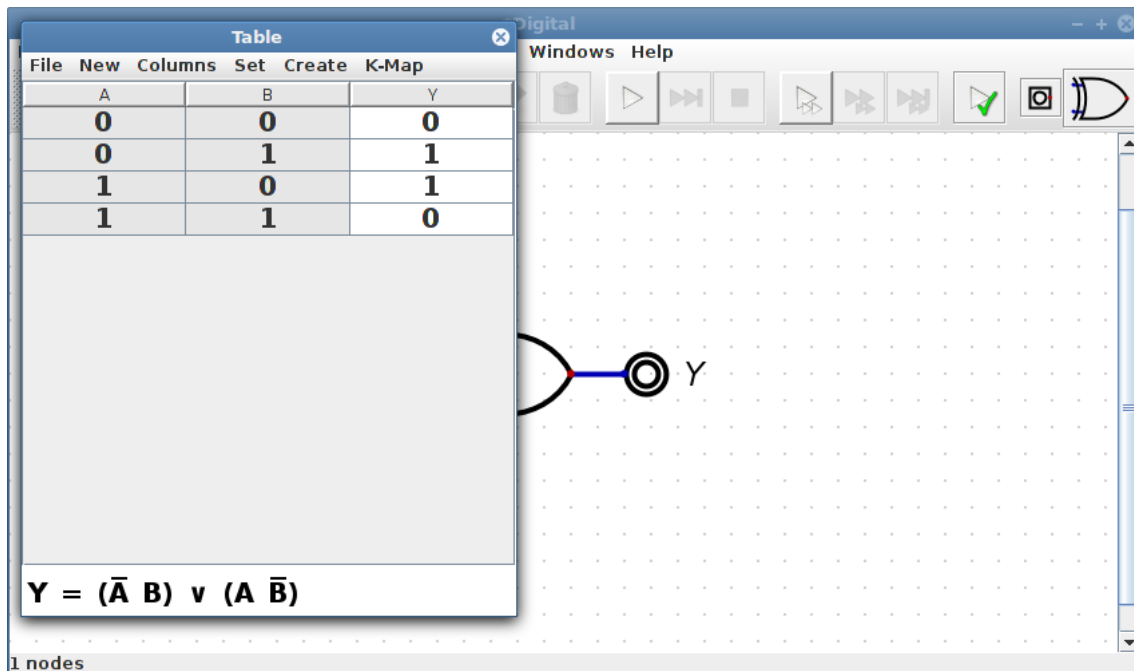 Digital
Table
Windows Help
File New Columns Set Create K-Map
A B Y
0 0 0
0 1 1
1 0 1
1 1 0
Y
Y = (A̅ B) ∨ (A B̅)
1 nodes